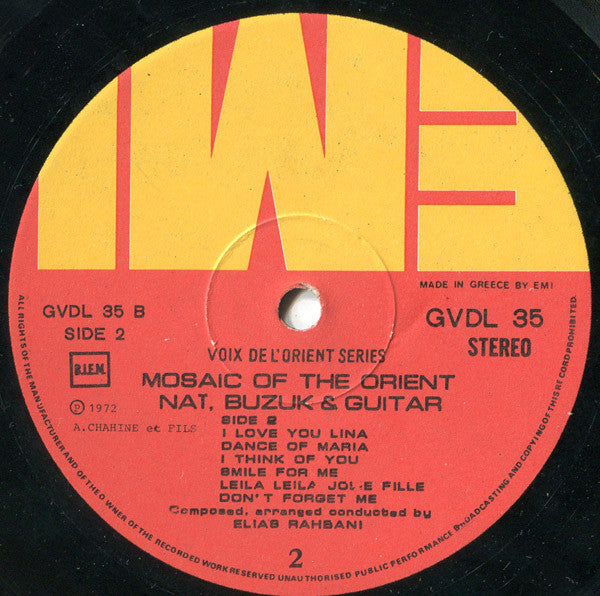 MADE IN GREECE BY EMI
GVDL 35 B
SIDE 2
GVDL 35
STEREO
B.I.E.M.
VOIX DE L'ORIENT SERIES
MOSAIC OF THE ORIENT
NAÏ, BUZUK & GUITAR
℗ 1972
A.CHAHINE et FILS
SIDE 2
I LOVE YOU LINA
DANCE OF MARIA
I THINK OF YOU
SMILE FOR ME
LEILA LEILA JOLIE FILLE
DON'T FORGET ME
Composed, arranged conducted by
ELIAS RAHBANI
2
ALL RIGHTS OF THE MANUFACTURER AND OF THE OWNER OF THE RECORDED WORK RESERVED UNAUTHORISED PUBLIC PERFORMANCE BROADCASTING AND COPYING OF THIS RECORD PROHIBITED.